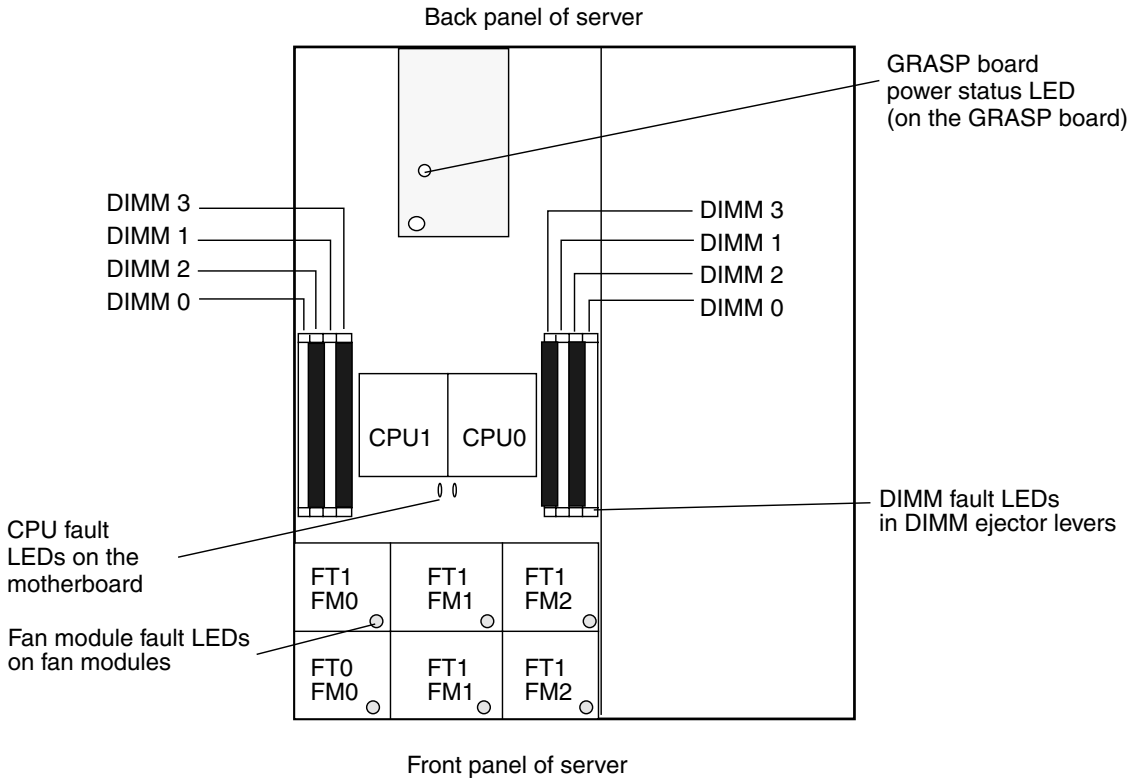 Back panel of server
GRASP board
power status LED
(on the GRASP board)
DIMM 3
DIMM 1
DIMM 2
DIMM 0
DIMM 3
DIMM 1
DIMM 2
DIMM 0
CPU1
CPU0
DIMM fault LEDs
in DIMM ejector levers
CPU fault
LEDs on the
motherboard
FT1
FM0
FT1
FM1
FT1
FM2
Fan module fault LEDs
on fan modules
FT0
FM0
FT1
FM1
FT1
FM2
Front panel of server